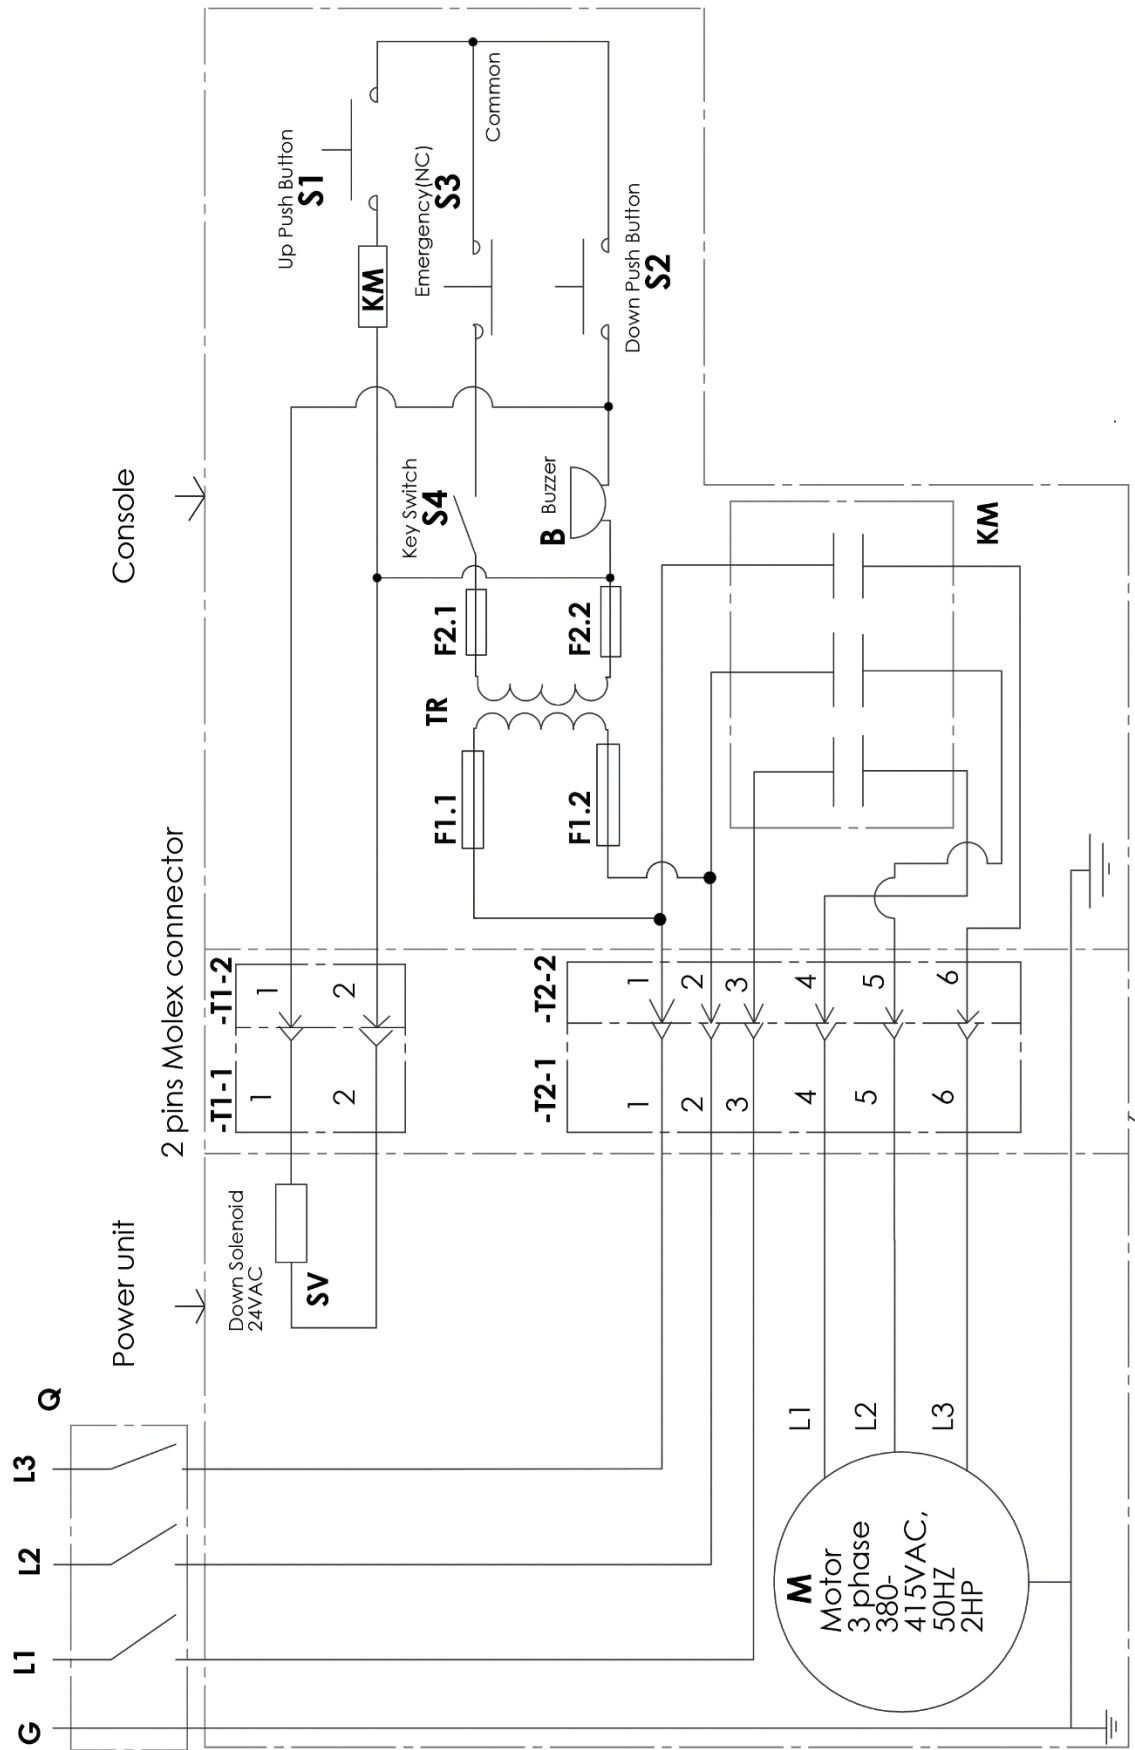 G
L1
L2
L3
Q
Power unit
2 pins Molex connector
Console
Down Solenoid
24VAC
SV
-T1-1
-T1-2
1
1
2
2
Up Push Button
S1
KM
Emergency(NC)
S3
Common
Key Switch
S4
Down Push Button
S2
B
Buzzer
F2.1
F2.2
TR
F1.1
F1.2
KM
-T2-1
-T2-2
1
1
2
2
3
3
4
4
5
5
6
6
L1
L2
L3
M
Motor
3 phase
380-
415VAC,
50HZ
2HP